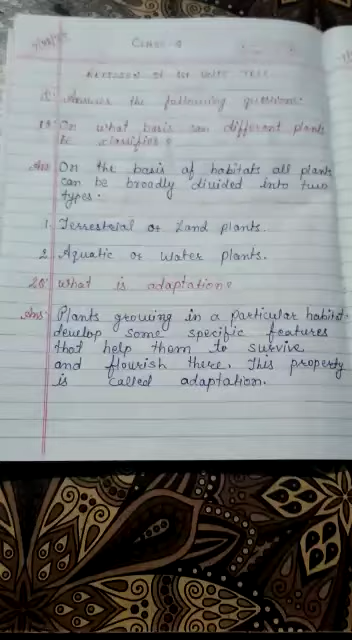 CLASS-4
REVISION OF 1st UNIT TEST
Answer the following questions:
On what basis can different plants
be classified?
Ans: On the basis of habitats all plants
can be broadly divided into two
types.
1. Terrestrial or Land plants.
2. Aquatic or Water plants.
What is adaptation?
Ans: Plants growing in a particular habitat
develop some specific features
that help them to survive
and flourish there. This property
is called adaptation.